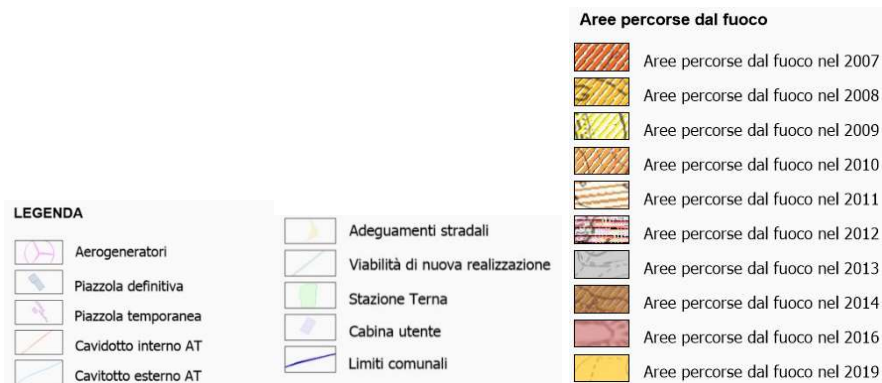 LEGENDA
Aerogeneratori
Piazzola definitiva
Piazzola temporanea
Cavidotto interno AT
Cavitotto esterno AT
Adeguamenti stradali
Viabilità di nuova realizzazione
Stazione Terna
Cabina utente
Limiti comunali
Aree percorse dal fuoco
Aree percorse dal fuoco nel 2007
Aree percorse dal fuoco nel 2008
Aree percorse dal fuoco nel 2009
Aree percorse dal fuoco nel 2010
Aree percorse dal fuoco nel 2011
Aree percorse dal fuoco nel 2012
Aree percorse dal fuoco nel 2013
Aree percorse dal fuoco nel 2014
Aree percorse dal fuoco nel 2016
Aree percorse dal fuoco nel 2019